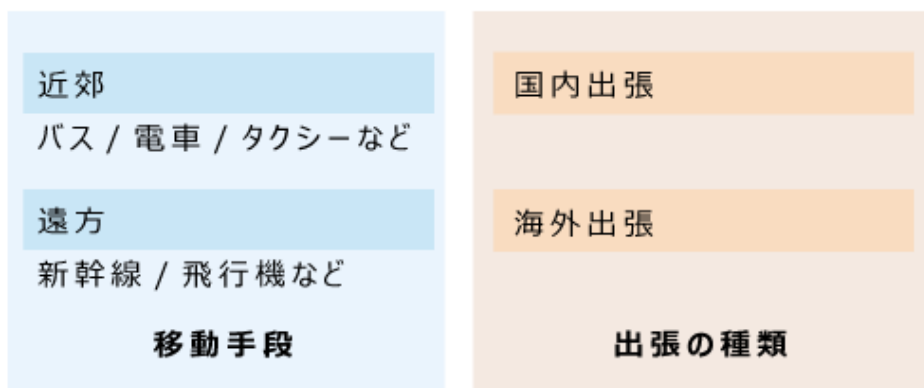 近郊
バス / 電車 / タクシーなど
遠方
新幹線 / 飛行機など
移動手段
国内出張
海外出張
出張の種類